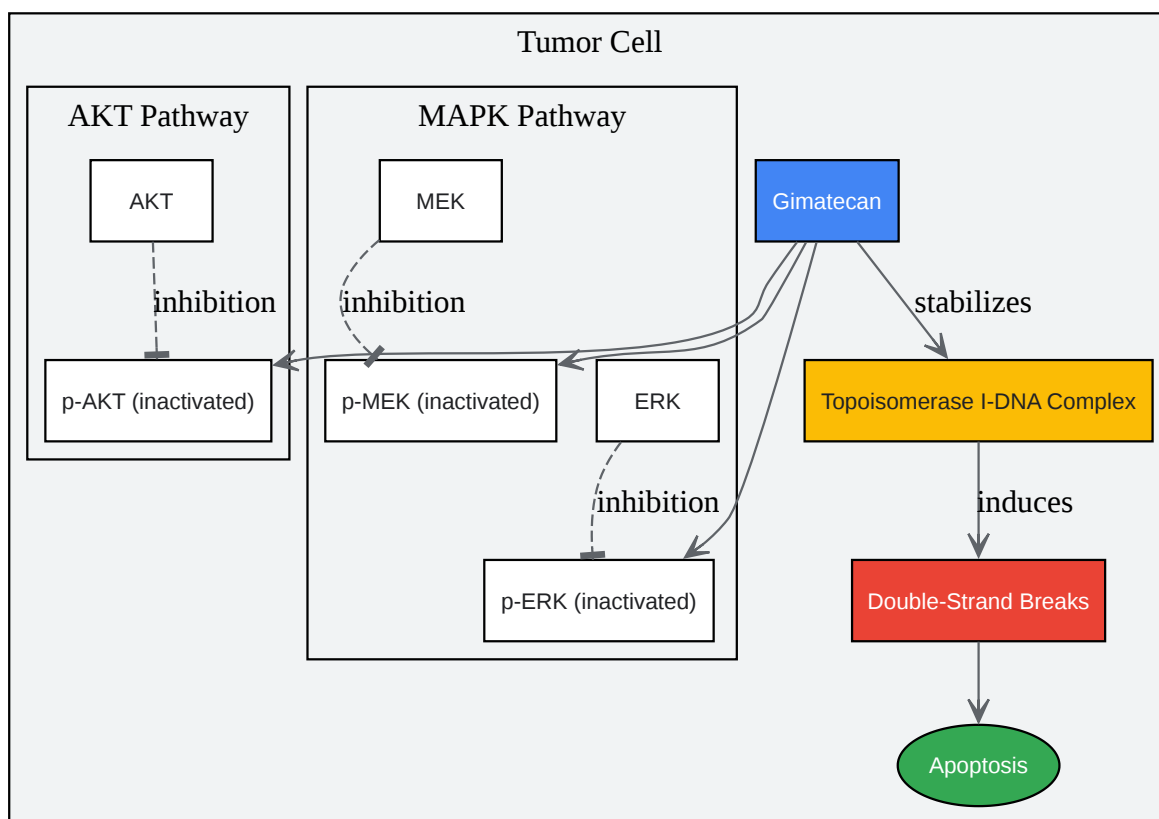 Tumor Cell
AKT Pathway
MAPK Pathway
AKT
MEK
Gimatecan
inhibition
inhibition
stabilizes
p-AKT (inactivated)
p-MEK (inactivated)
ERK
Topoisomerase I-DNA Complex
inhibition
induces
p-ERK (inactivated)
Double-Strand Breaks
Apoptosis